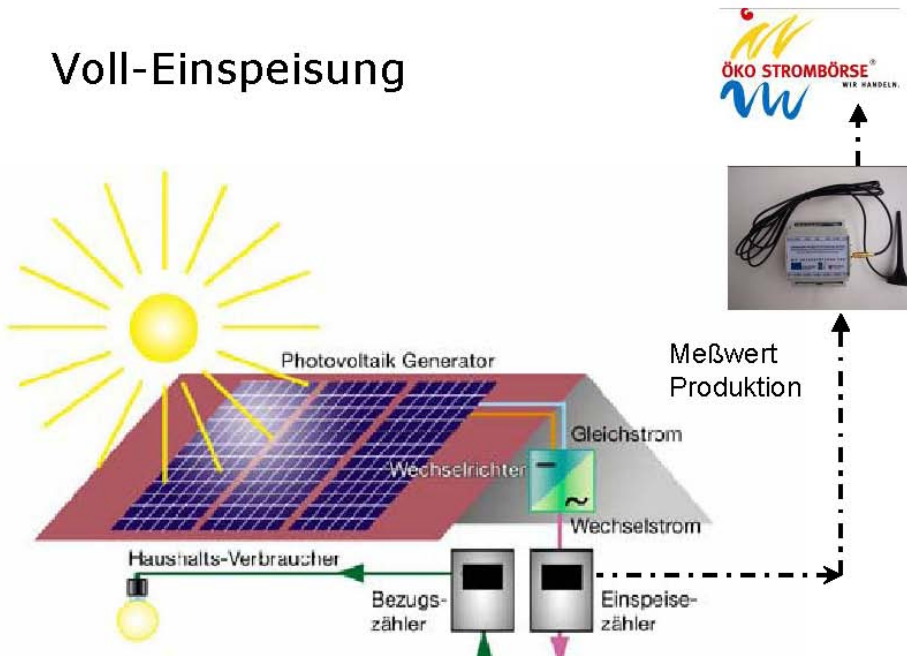 Voll-Einspeisung
ÖKO STROMBÖRSE®
WIR HANDELN.
Photovoltaik Generator
Meßwert
Produktion
Gleichstrom
Wechselrichter
Wechselstrom
Haushalts-Verbraucher
Bezugs-
zähler
Einspeise-
zähler